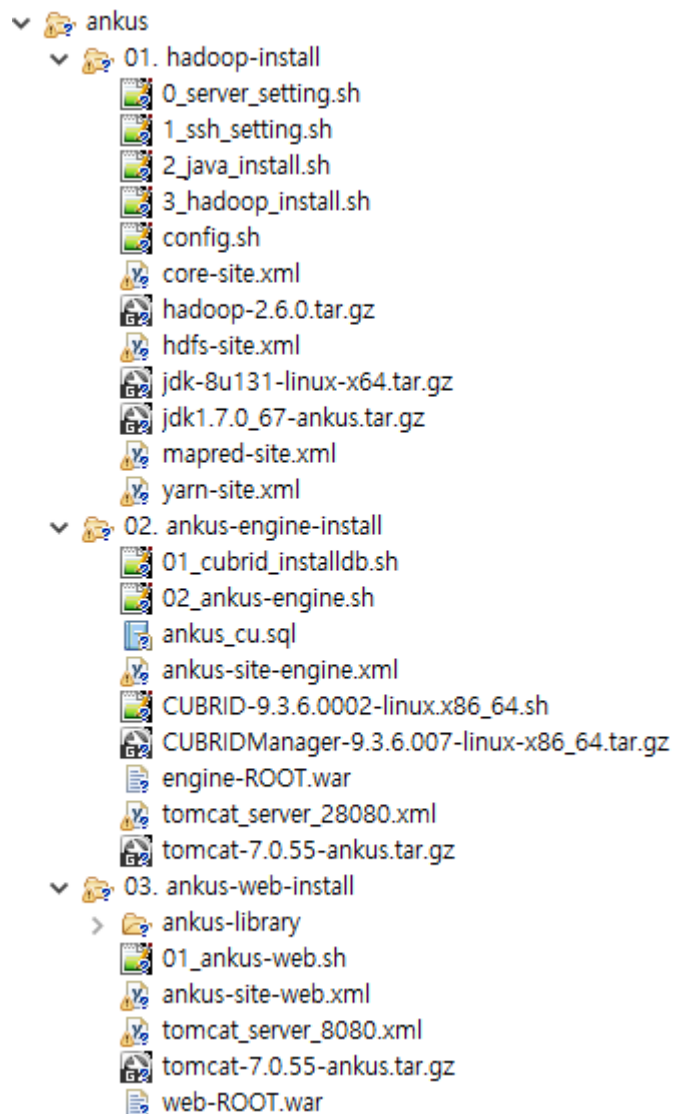 ankus
01. hadoop-install
0_server_setting.sh
1_ssh_setting.sh
2_java_install.sh
3_hadoop_install.sh
config.sh
core-site.xml
hadoop-2.6.0.tar.gz
hdfs-site.xml
jdk-8u131-linux-x64.tar.gz
jdk1.7.0_67-ankus.tar.gz
mapred-site.xml
yarn-site.xml
02. ankus-engine-install
01_cubrid_installdb.sh
02_ankus-engine.sh
ankus_cu.sql
ankus-site-engine.xml
CUBRID-9.3.6.0002-linux.x86_64.sh
CUBRIDManager-9.3.6.007-linux-x86_64.tar.gz
engine-ROOT.war
tomcat_server_28080.xml
tomcat-7.0.55-ankus.tar.gz
03. ankus-web-install
ankus-library
01_ankus-web.sh
ankus-site-web.xml
tomcat_server_8080.xml
tomcat-7.0.55-ankus.tar.gz
web-ROOT.war